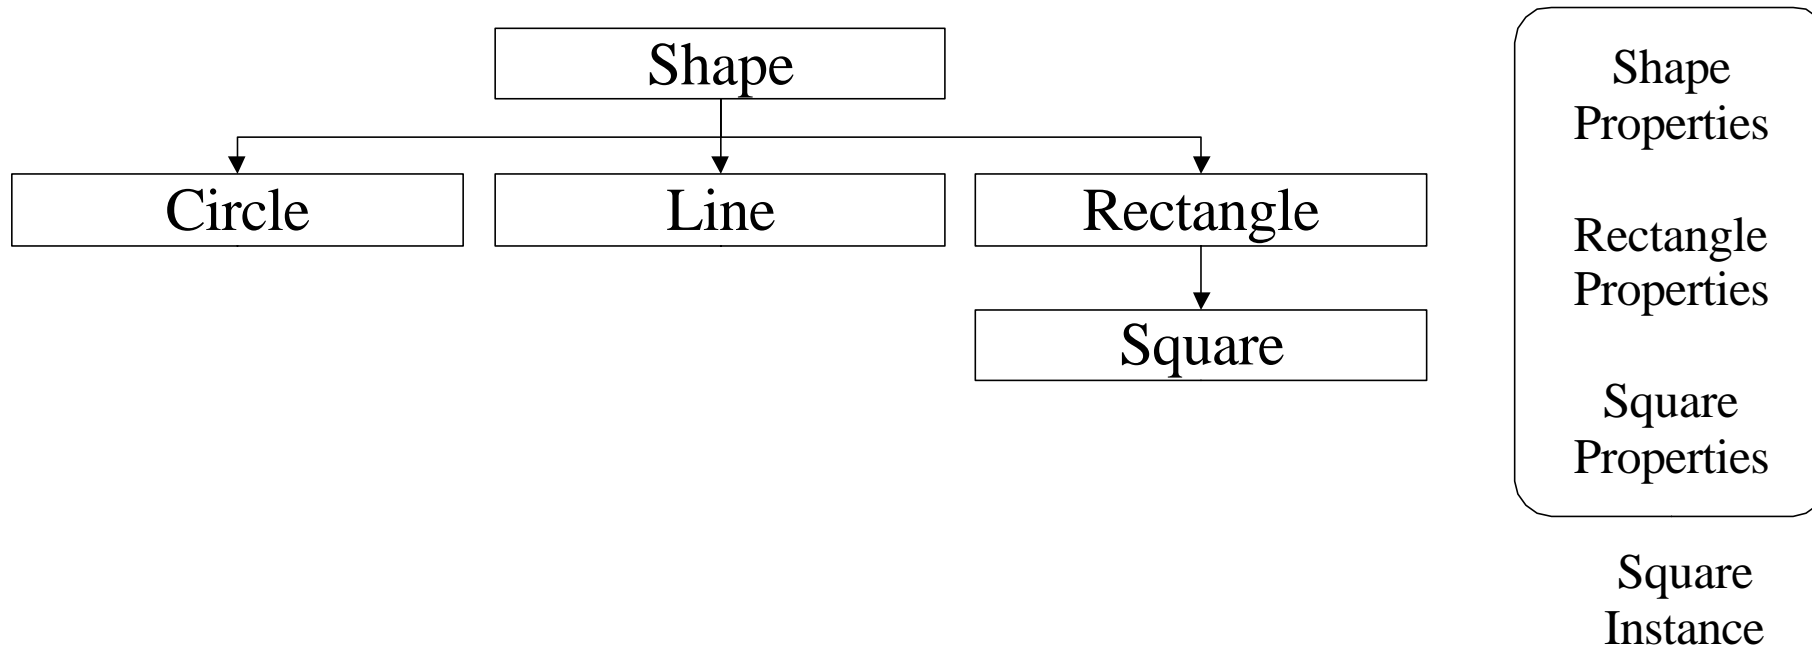 Shape
Circle
Line
Rectangle
Square
Shape
Properties
Rectangle
Properties
Square
Properties
Square
Instance